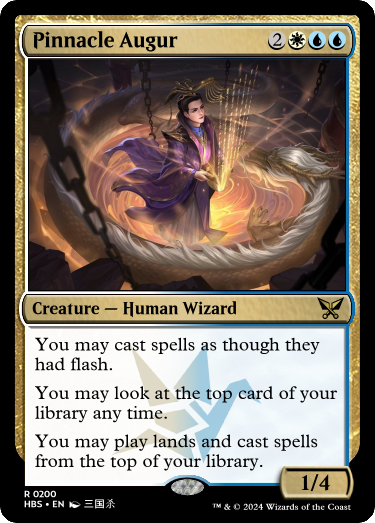 Pinnacle Augur 2
Creature — Human Wizard
You may cast spells as though they
had flash.
You may look at the top card of your
library any time.
You may play lands and cast spells
from the top of your library.
1/4
R 0200
HBS • EN 三国杀
™ & © 2024 Wizards of the Coast